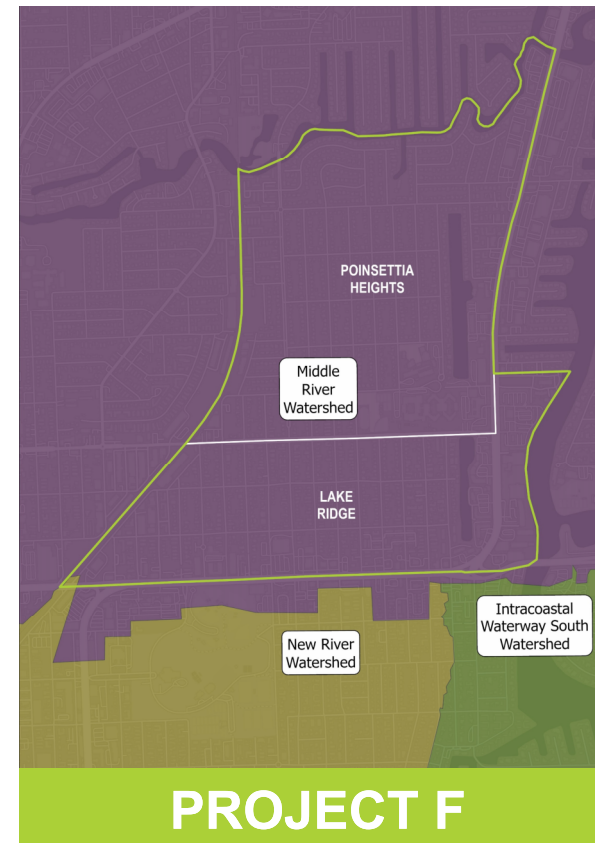 POINSETTIA
HEIGHTS
Middle
River
Watershed
LAKE
RIDGE
Intracoastal
Waterway South
Watershed
New River
Watershed
PROJECT F